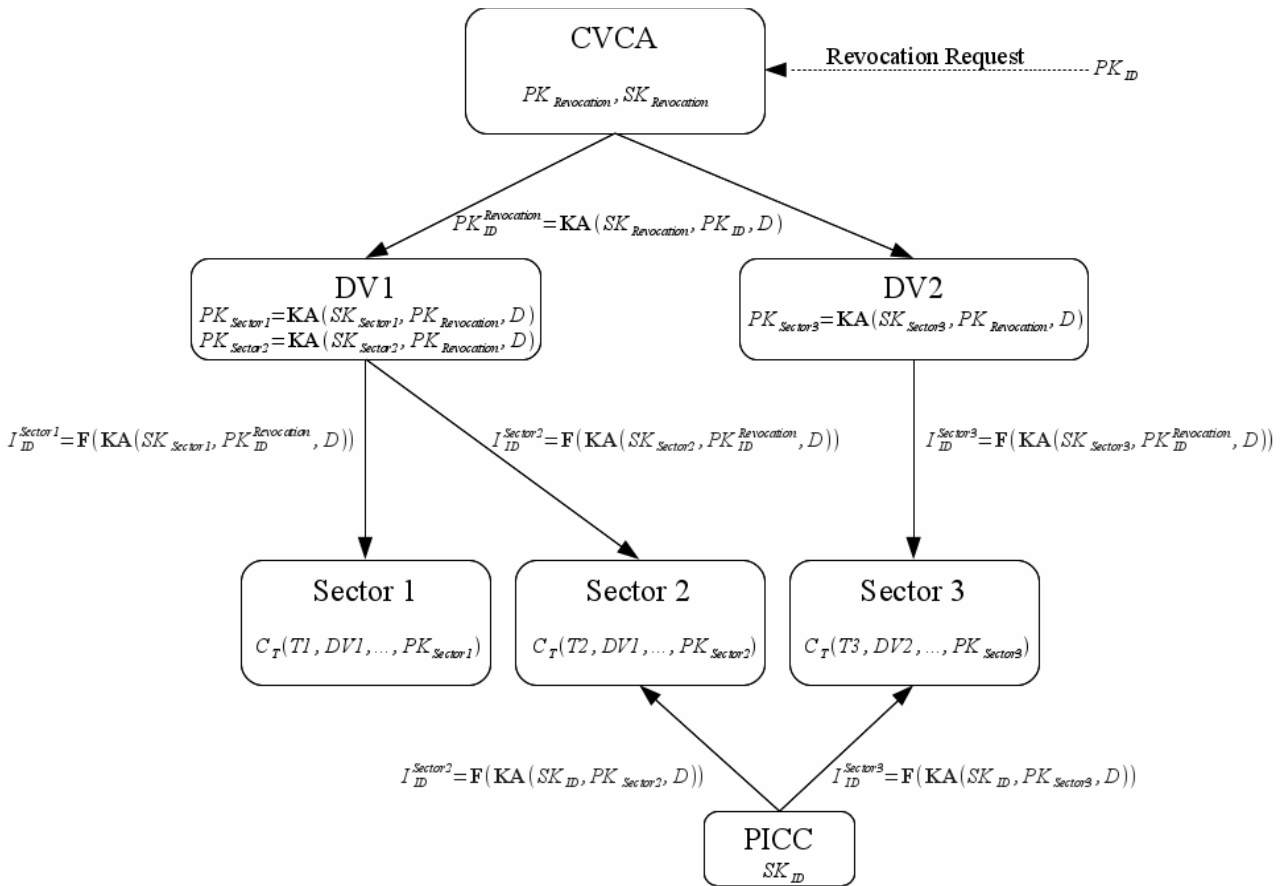 CVCA
PK_Revocation, SK_Revocation
Revocation Request
PK_ID
PK_ID^Revocation = KA(SK_Revocation, PK_ID, D)
DV1
PK_Sector1 = KA(SK_Sector1, PK_Revocation, D)
PK_Sector2 = KA(SK_Sector2, PK_Revocation, D)
DV2
PK_Sector3 = KA(SK_Sector3, PK_Revocation, D)
I_ID^Sector1 = F(KA(SK_Sector1, PK_ID^Revocation, D))
I_ID^Sector2 = F(KA(SK_Sector2, PK_ID^Revocation, D))
I_ID^Sector3 = F(KA(SK_Sector3, PK_ID^Revocation, D))
Sector 1
C_T(T1, DV1, ..., PK_Sector1)
Sector 2
C_T(T2, DV1, ..., PK_Sector2)
Sector 3
C_T(T3, DV2, ..., PK_Sector3)
I_ID^Sector2 = F(KA(SK_ID, PK_Sector2, D))
I_ID^Sector3 = F(KA(SK_ID, PK_Sector3, D))
PICC
SK_ID